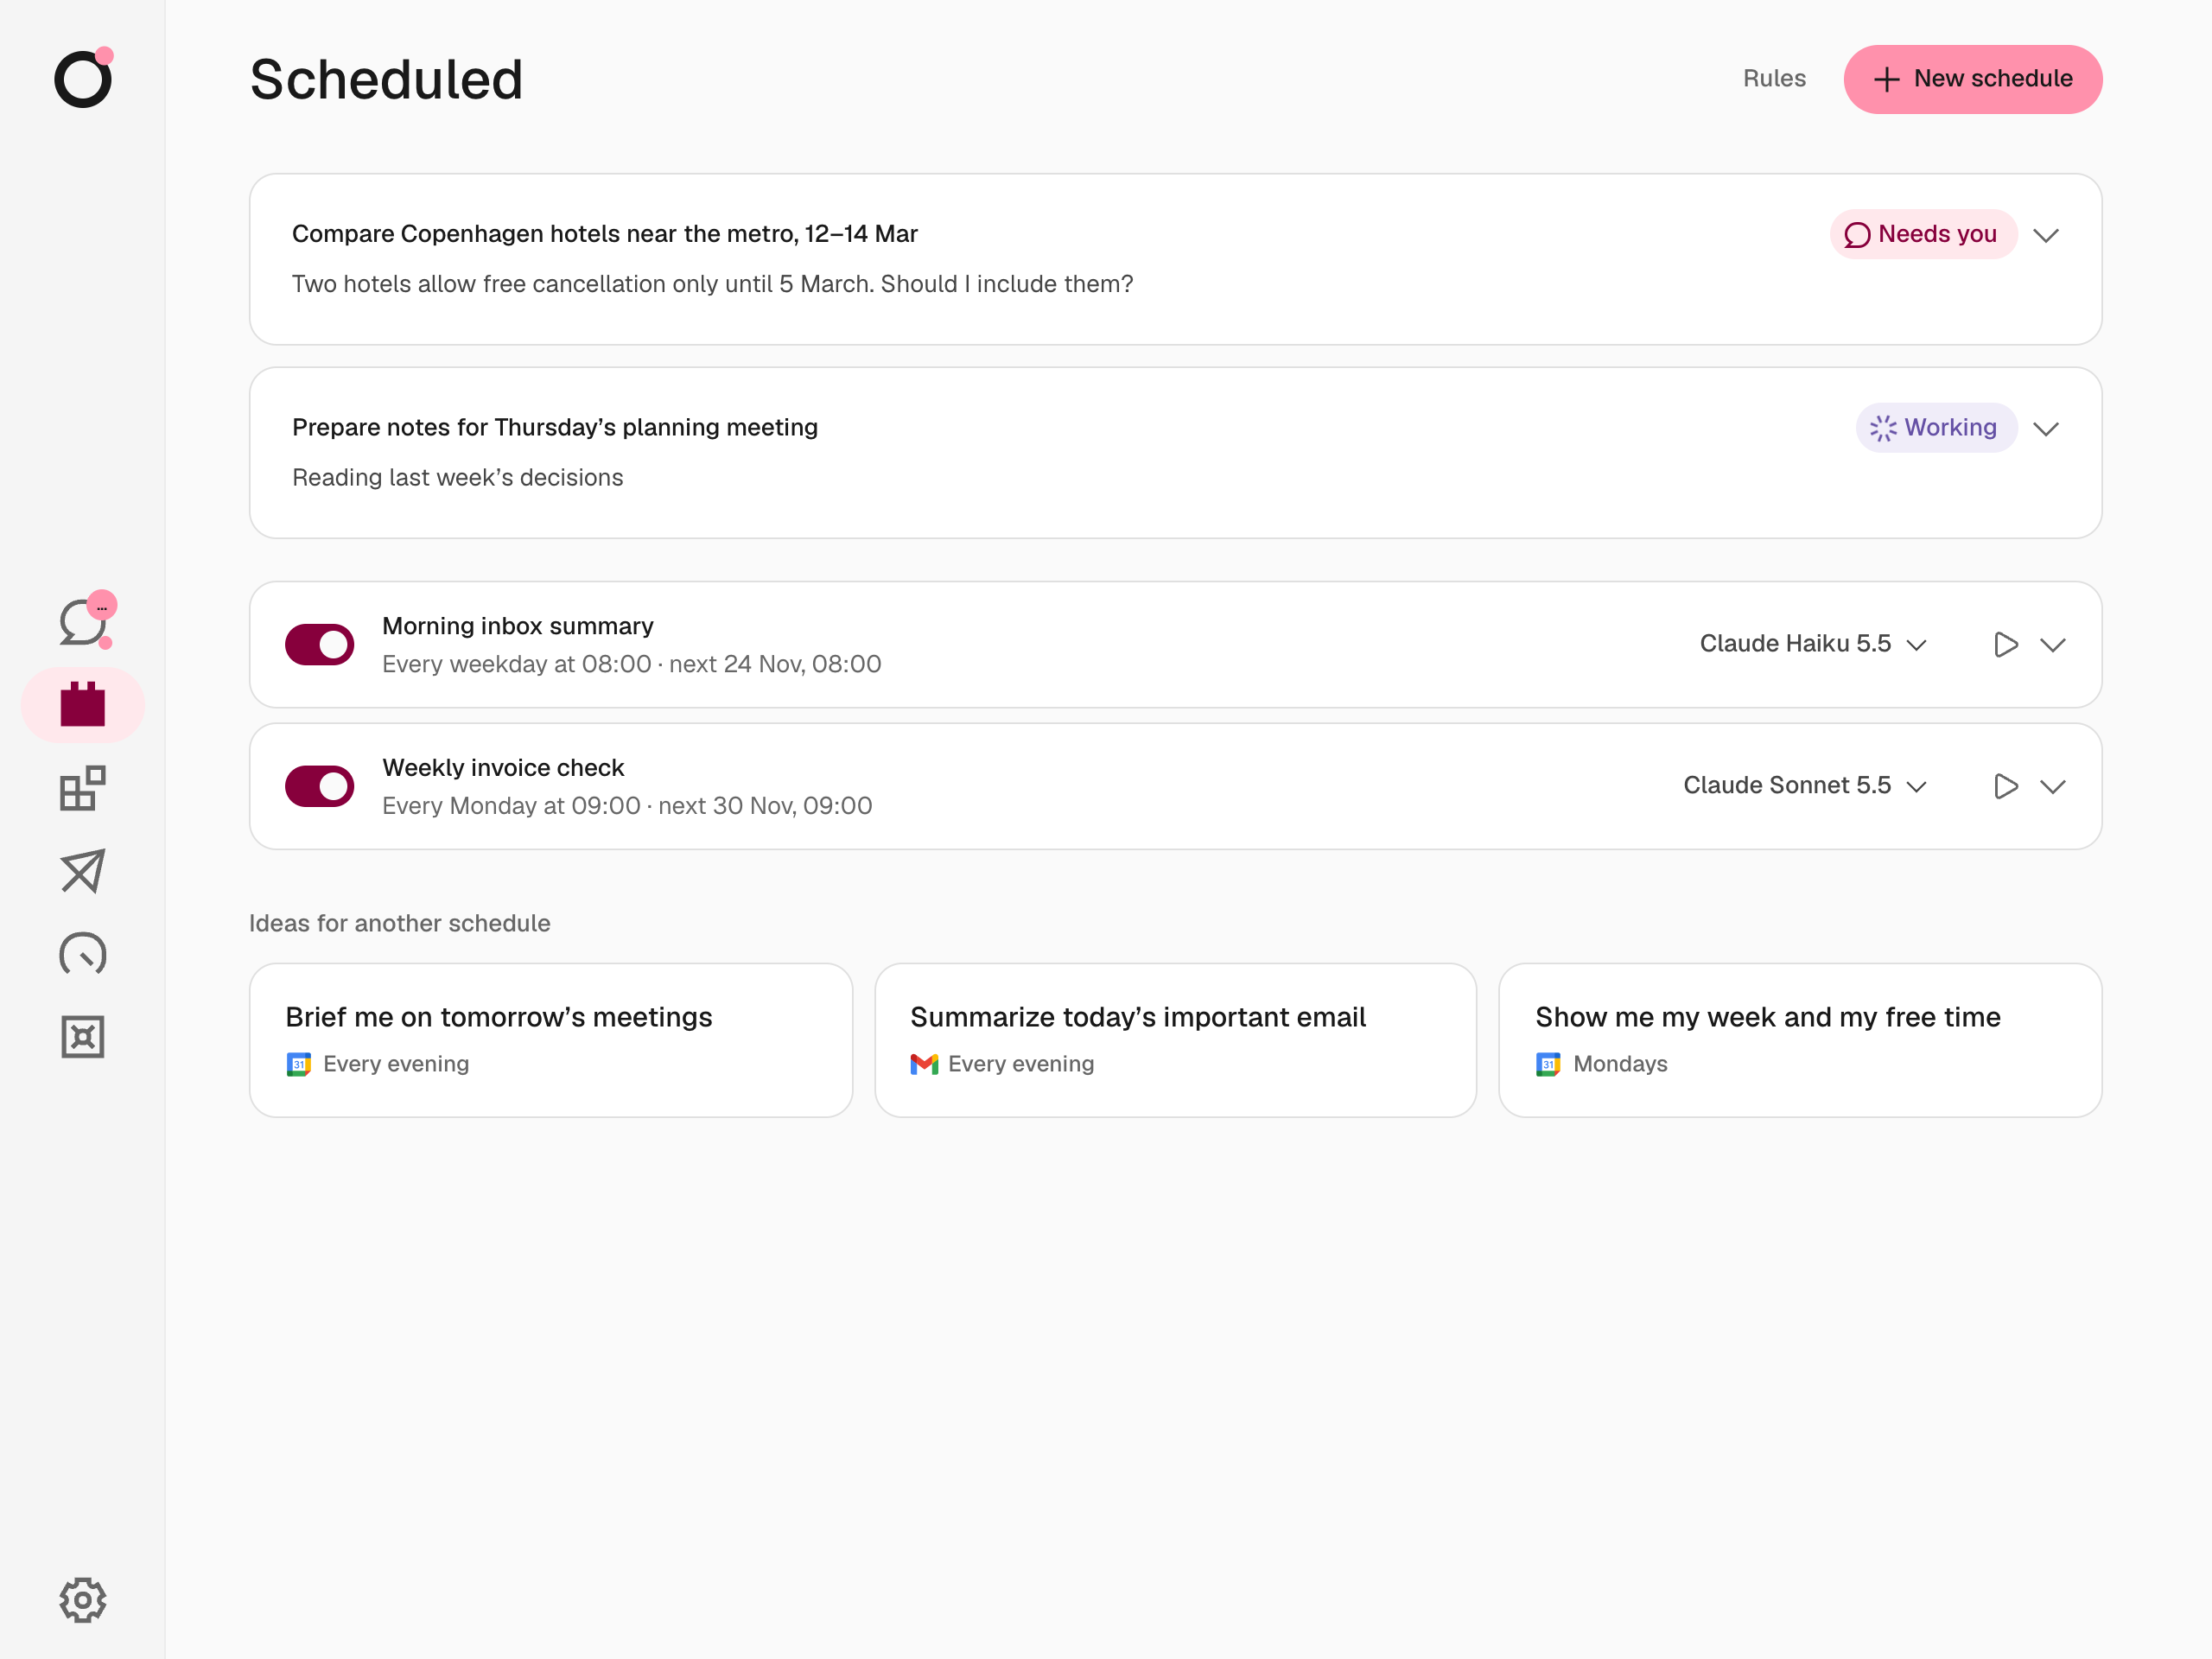 Scheduled
Rules
New schedule
Compare Copenhagen hotels near the metro, 12–14 Mar
Needs you
Two hotels allow free cancellation only until 5 March. Should I include them?
Prepare notes for Thursday’s planning meeting
Working
Reading last week’s decisions
...
Morning inbox summary
Every weekday at 08:00 · next 24 Nov, 08:00
Claude Haiku 5.5
Weekly invoice check
Every Monday at 09:00 · next 30 Nov, 09:00
Claude Sonnet 5.5
Ideas for another schedule
Brief me on tomorrow’s meetings
31 Every evening
Summarize today’s important email
Every evening
Show me my week and my free time
31 Mondays